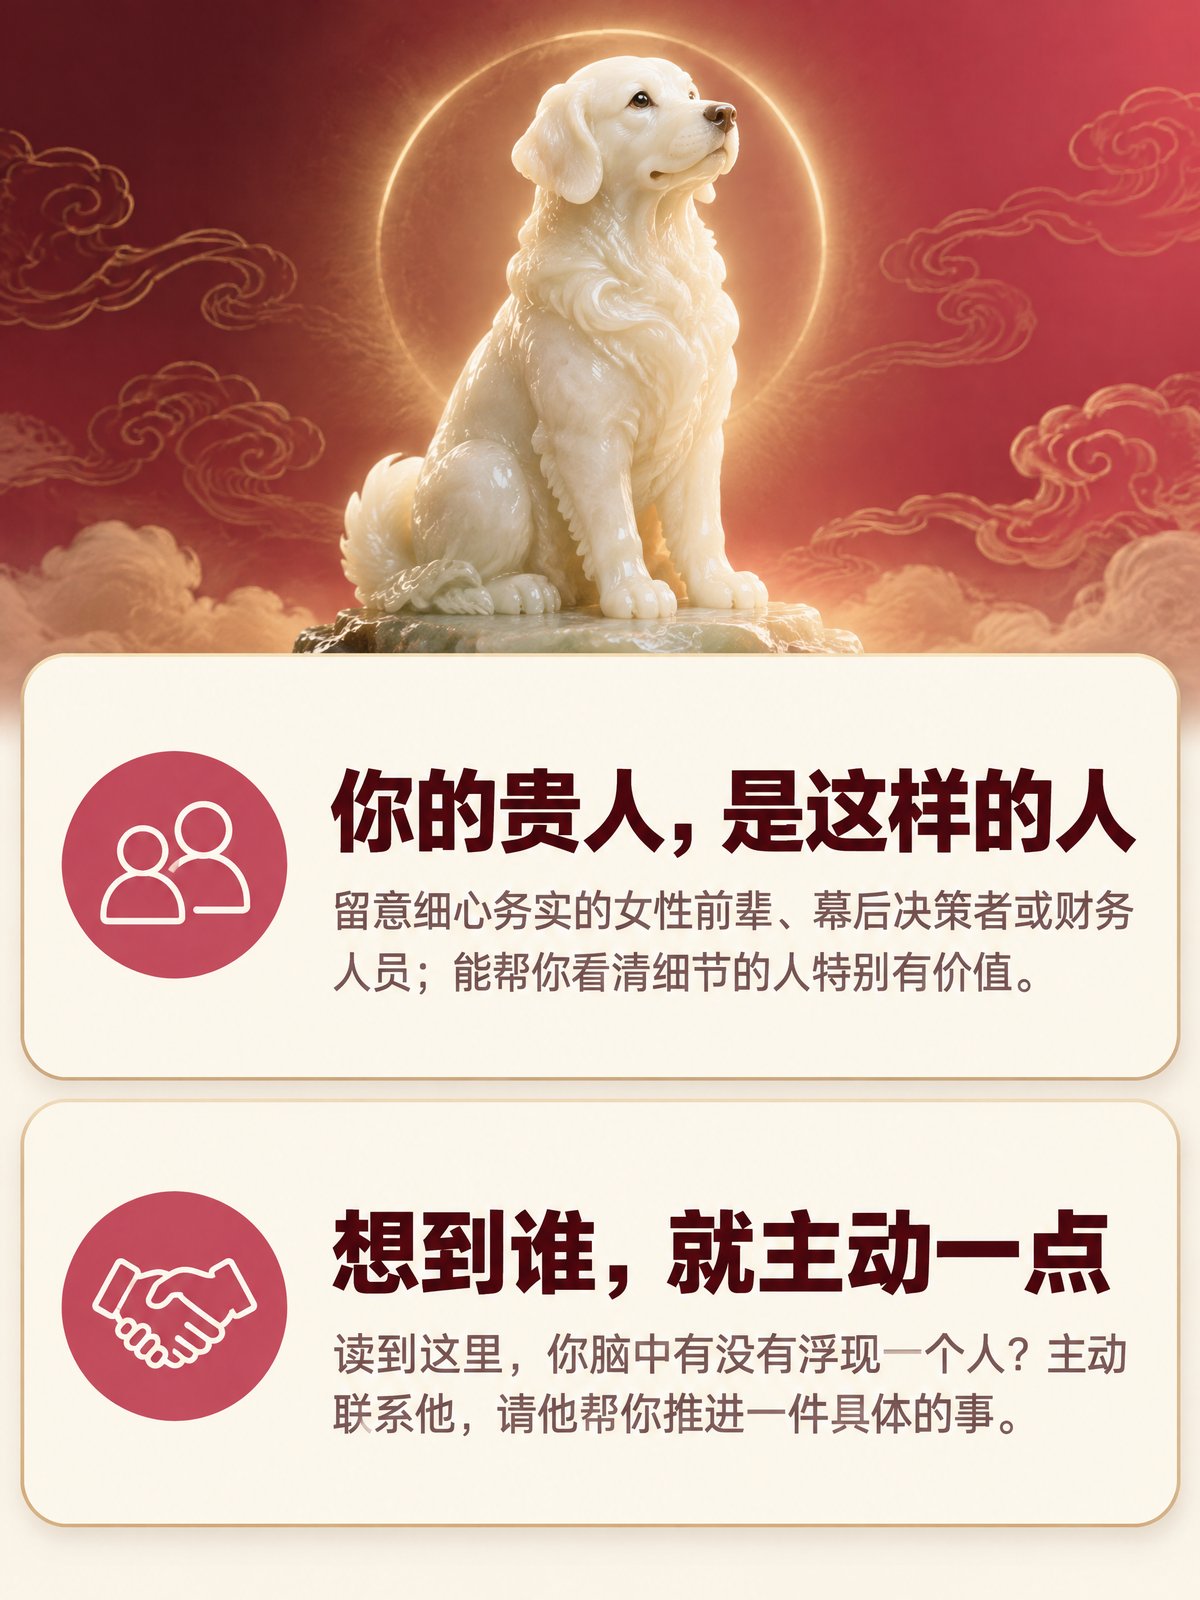 你的贵人，是这样的人
留意细心务实的女性前辈、幕后决策者或财务
人员；能帮你看清细节的人特别有价值。
想到谁，就主动一点
读到这里，你脑中有没有浮现一个人？主动
联系他，请他帮你推进一件具体的事。